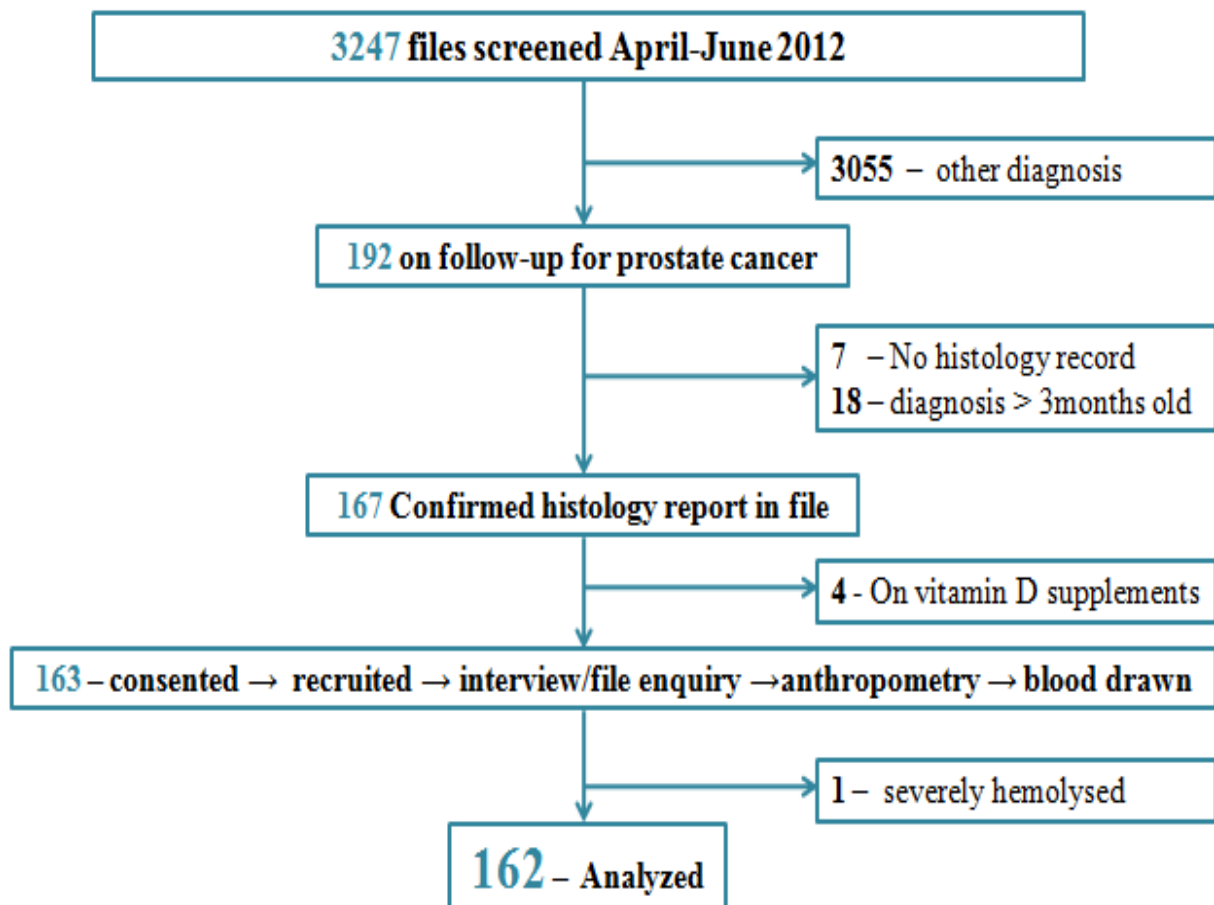 3247 files screened April-June 2012
3055 – other diagnosis
192 on follow-up for prostate cancer
7 – No histology record
18 – diagnosis > 3months old
167 Confirmed histology report in file
4 - On vitamin D supplements
163 – consented → recruited → interview/file enquiry →anthropometry → blood drawn
1 – severely hemolysed
162 – Analyzed